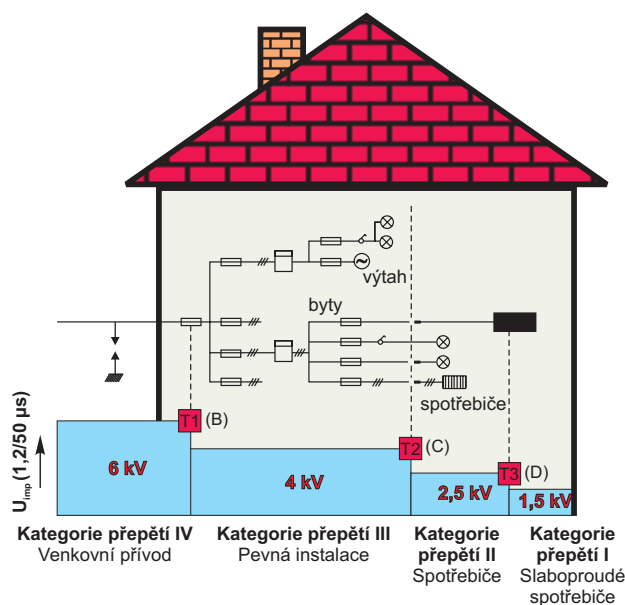 výtah
byty
spotřebiče
T1 (B)
T2 (C)
T3 (D)
U imp (1,2/50 µs)
6 kV
4 kV
2,5 kV
1,5 kV
Kategorie přepětí IV
Venkovní přívod
Kategorie přepětí III
Pevná instalace
Kategorie
přepětí II
Spotřebiče
Kategorie
přepětí I
Slaboproudé
spotřebiče